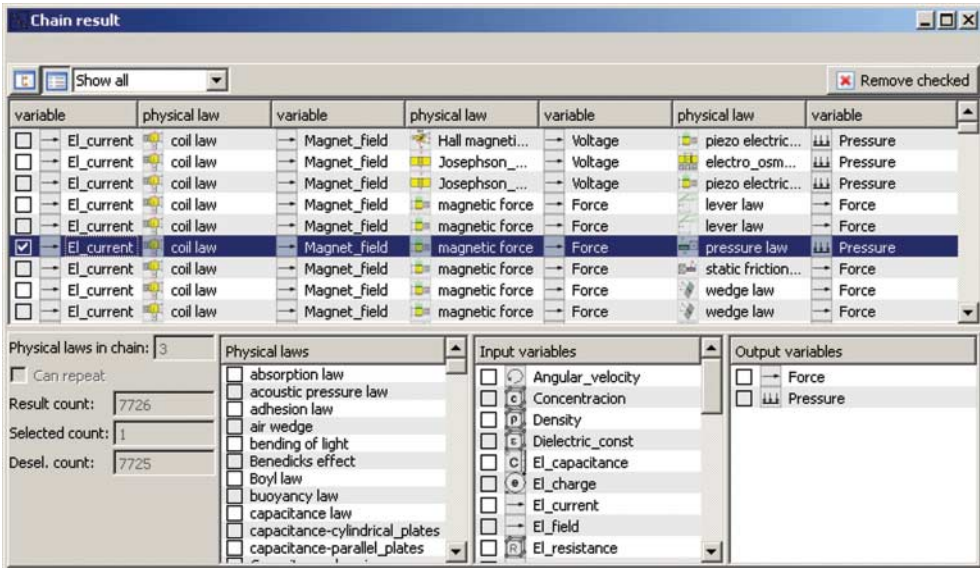 Chain result
Show all
Remove checked
variable physical law variable physical law variable physical law variable
El_current coil law Magnet_field Hall magneti... Voltage piezo electric... Pressure
El_current coil law Magnet_field Josephson_... Voltage electro_osm... Pressure
El_current coil law Magnet_field Josephson_... Voltage piezo electric... Pressure
El_current coil law Magnet_field magnetic force Force lever law Force
El_current coil law Magnet_field magnetic force Force lever law Force
El_current coil law Magnet_field magnetic force Force pressure law Pressure
El_current coil law Magnet_field magnetic force Force static friction... Force
El_current coil law Magnet_field magnetic force Force wedge law Force
El_current coil law Magnet_field magnetic force Force wedge law Force
Physical laws in chain: 3
Can repeat
Result count: 7726
Selected count: 1
Desel. count: 7725
Physical laws
absorption law
acoustic pressure law
adhesion law
air wedge
bending of light
Benedicks effect
Boyl law
buoyancy law
capacitance law
capacitance-cylindrical_plates
capacitance-parallel_plates
Input variables
Angular_velocity
c Concentracion
ρ Density
ε Dielectric_const
C El_capacitance
e El_charge
El_current
El_field
R El_resistance
Output variables
Force
Pressure